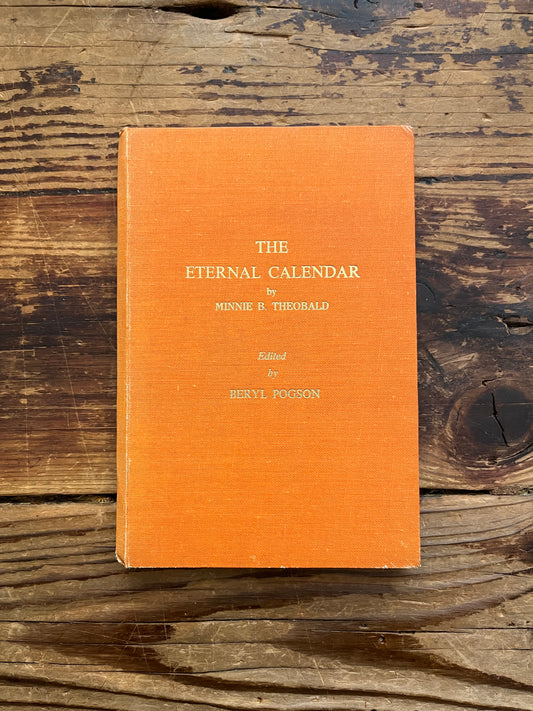 THE
ETERNAL CALENDAR
by
MINNIE B. THEOBALD
Edited
by
BERYL POGSON